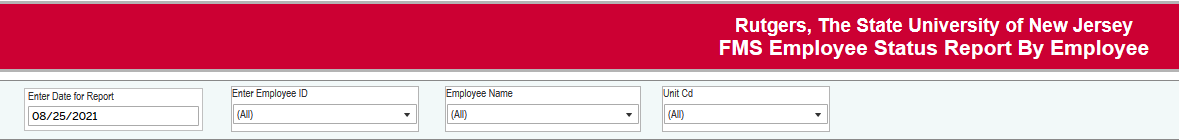 Rutgers, The State University of New Jersey
FMS Employee Status Report By Employee
Enter Date for Report
08/25/2021
Enter Employee ID
(All)
Employee Name
(All)
Unit Cd
(All)